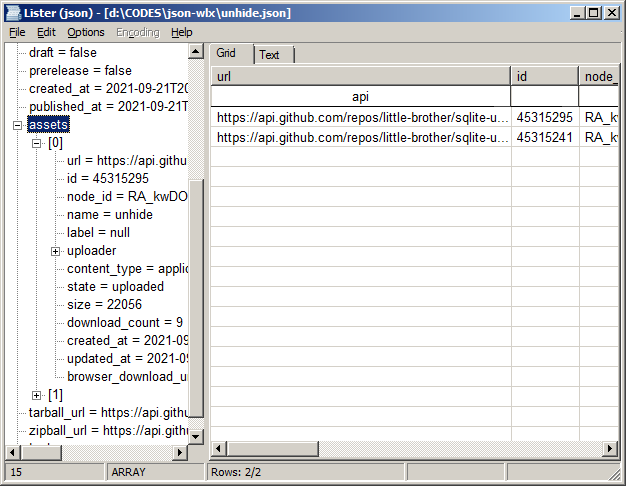 Lister (json) - [d:\CODES\json-wlx\unhide.json]
File Edit Options Encoding Help
draft = false
prerelease = false
created_at = 2021-09-21T20
published_at = 2021-09-21T
assets
[0]
url = https://api.githu
id = 45315295
node_id = RA_kwDO
name = unhide
label = null
uploader
content_type = applic
state = uploaded
size = 22056
download_count = 9
created_at = 2021-09
updated_at = 2021-09
browser_download_u
[1]
tarball_url = https://api.githu
zipball_url = https://api.githu
Grid Text
url id node_
api
https://api.github.com/repos/little-brother/sqlite-u... 45315295 RA_kw
https://api.github.com/repos/little-brother/sqlite-u... 45315241 RA_kw
15 ARRAY Rows: 2/2